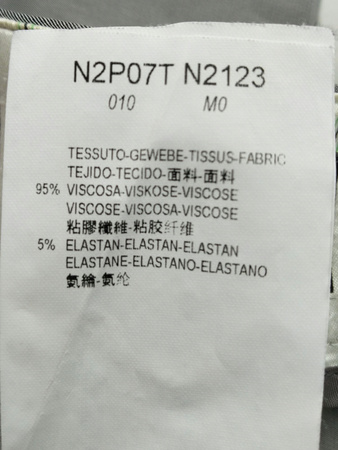 N2P07T N2123
010 M0
TESSUTO-GEWEBE-TISSUS-FABRIC
TEJIDO-TECIDO-面料-面料
95% VISCOSA-VISKOSE-VISCOSE
VISCOSE-VISCOSA-VISCOSE
粘膠纖維-粘胶纤维
5% ELASTAN-ELASTAN-ELASTAN
ELASTANE-ELASTANO-ELASTANO
氨綸-氨纶